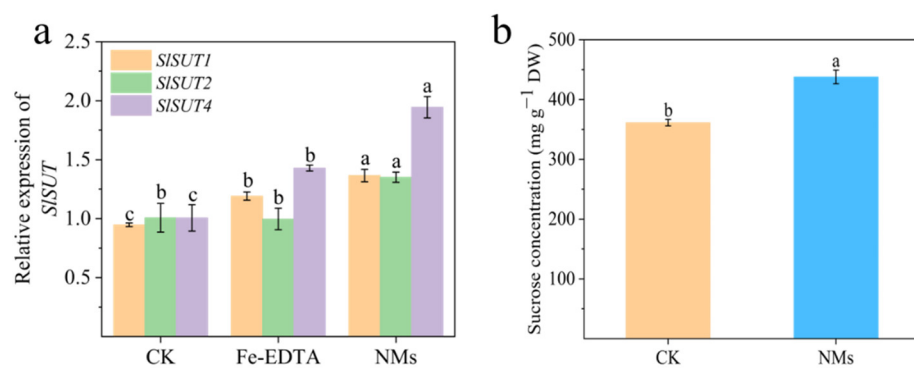 a
Relative expression of
SlSUT
2.5
2.0
1.5
1.0
0.5
SlSUT1
SlSUT2
SlSUT4
c
b
c
b
b
b
a
a
a
CK
Fe-EDTA
NMs
b
Sucrose concentration (mg g⁻¹ DW)
500
400
300
200
100
b
a
CK
NMs